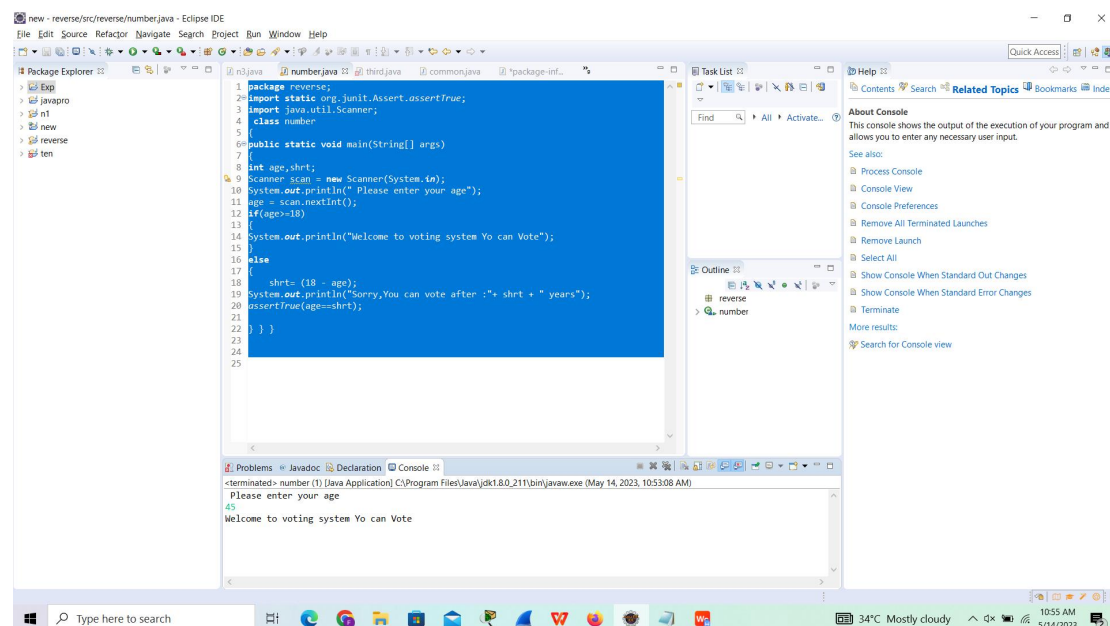 new - reverse/src/reverse/number.java - Eclipse IDE
File Edit Source Refactor Navigate Search Project Run Window Help
Quick Access
Package Explorer
Exp
javapro
n1
new
reverse
ten
n3.java number.java third.java common.java *package-inf...
1 package reverse;
2 import static org.junit.Assert.assertTrue;
3 import java.util.Scanner;
4 class number
5 {
6 public static void main(String[] args)
7 {
8 int age,shrt;
9 Scanner scan = new Scanner(System.in);
10 System.out.println(" Please enter your age");
11 age = scan.nextInt();
12 if(age>=18)
13 {
14 System.out.println("Welcome to voting system Yo can Vote");
15 }
16 else
17 {
18 shrt= (18 - age);
19 System.out.println("Sorry,You can vote after :"+ shrt + " years");
20 assertTrue(age==shrt);
21
22 } } }
23
24
25
Task List
Find All Activate...
Outline
reverse
number
Help
Contents Search Related Topics Bookmarks Inde
About Console
This console shows the output of the execution of your program and
allows you to enter any necessary user input.
See also:
Process Console
Console View
Console Preferences
Remove All Terminated Launches
Remove Launch
Select All
Show Console When Standard Out Changes
Show Console When Standard Error Changes
Terminate
More results:
Search for Console view
Problems Javadoc Declaration Console
<terminated> number (1) [Java Application] C:\Program Files\Java\jdk1.8.0_211\bin\javaw.exe (May 14, 2023, 10:53:08 AM)
Please enter your age
45
Welcome to voting system Yo can Vote
Type here to search
34°C Mostly cloudy
10:55 AM
5/14/2023